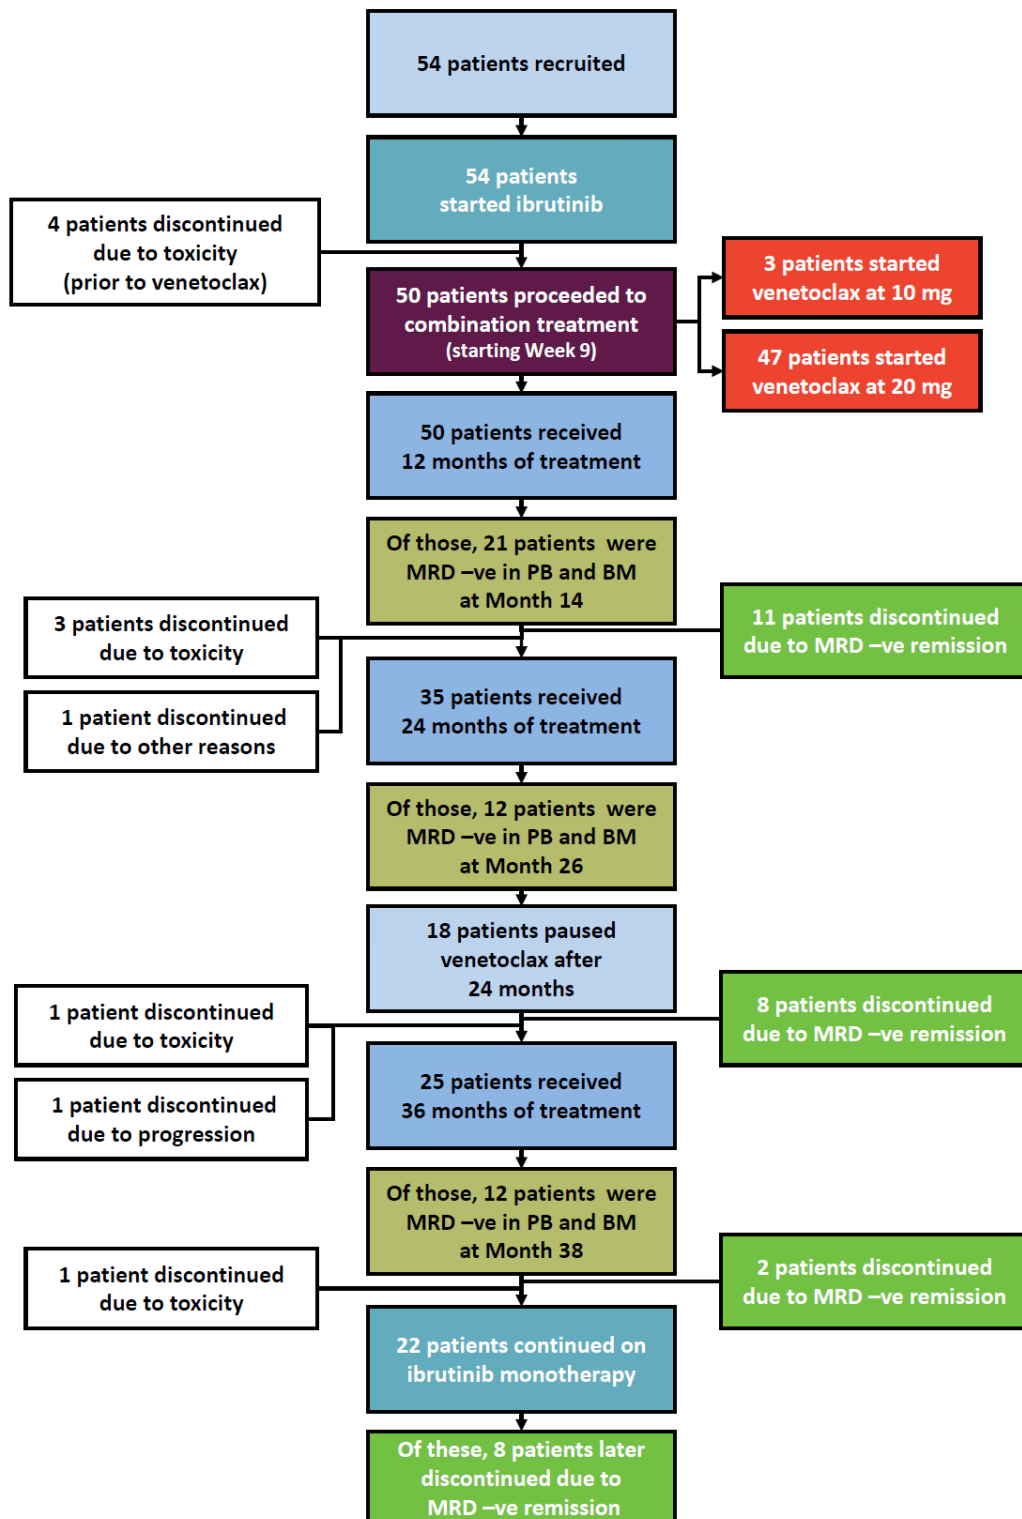 54 patients recruited
54 patients
started ibrutinib
4 patients discontinued
due to toxicity
(prior to venetoclax)
50 patients proceeded to
combination treatment
(starting Week 9)
3 patients started
venetoclax at 10 mg
47 patients started
venetoclax at 20 mg
50 patients received
12 months of treatment
Of those, 21 patients were
MRD –ve in PB and BM
at Month 14
3 patients discontinued
due to toxicity
11 patients discontinued
due to MRD –ve remission
1 patient discontinued
due to other reasons
35 patients received
24 months of treatment
Of those, 12 patients were
MRD –ve in PB and BM
at Month 26
18 patients paused
venetoclax after
24 months
1 patient discontinued
due to toxicity
8 patients discontinued
due to MRD –ve remission
1 patient discontinued
due to progression
25 patients received
36 months of treatment
Of those, 12 patients were
MRD –ve in PB and BM
at Month 38
1 patient discontinued
due to toxicity
2 patients discontinued
due to MRD –ve remission
22 patients continued on
ibrutinib monotherapy
Of these, 8 patients later
discontinued due to
MRD –ve remission